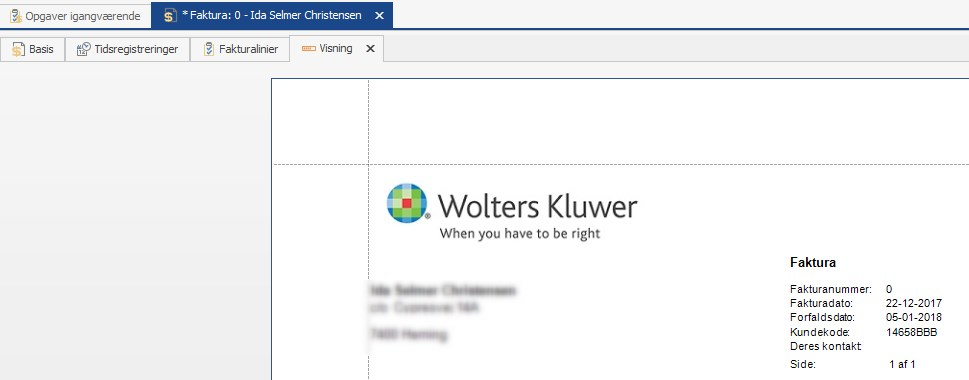 Opgaver igangværende
* Faktura: 0 - Ida Selmer Christensen
Basis
Tidsregistreringer
Fakturalinier
Visning
Wolters Kluwer
When you have to be right
Ida Selmer Christensen
7400 Herning
Faktura
Fakturanummer: 0
Fakturadato: 22-12-2017
Forfaldsdato: 05-01-2018
Kundekode: 14658BBB
Deres kontakt
Side: 1 af 1